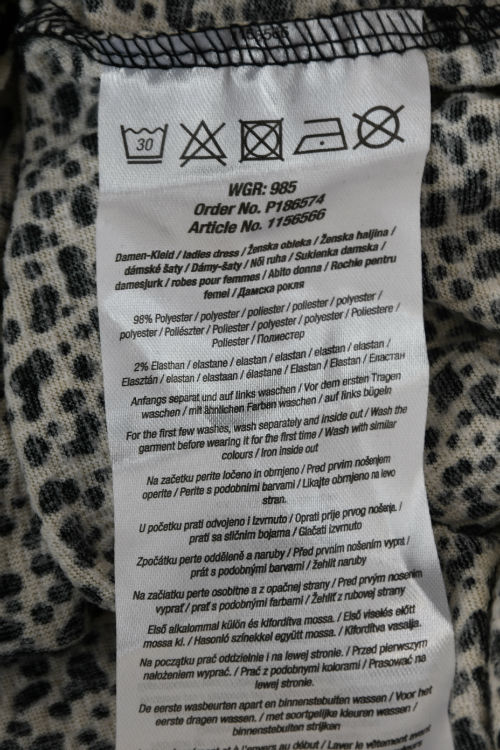 30
WGR: 985
Order No. P186574
Article No. 1156566
Damen-Kleid / ladies dress / Ženska obleka / Ženska haljina /
dámské šaty / Dámy-šaty / Női ruha / Sukienka damska /
damesjurk / robes pour femmes / Abito donna / Rochie pentru
femei / Дамска рокля
98% Polyester / polyester / poliester / poliester / polyester /
polyester / Poliészter / Poliester / polyester / polyester / Poliestere /
Poliester / Полиестер
2% Elasthan / elastane / elastan / elastan / elastan / elastan /
Elasztán / elastan / elastaan / élastane / Elastan / Elastan / Еластан
Anfangs separat und auf links waschen / Vor dem ersten Tragen
waschen / mit ähnlichen Farben waschen / auf links bügeln
For the first few washes, wash separately and inside out / Wash the
garment before wearing it for the first time / Wash with similar
colours / Iron inside out
Na začetku perite ločeno in obrnjeno / Pred prvim nošenjem
operite / Perite s podobnimi barvami / Likajte obrnjeno na levo
stran.
U početku prati odvojeno i izvrnuto / Oprati prije prvog nošenja. /
prati sa sličnim bojama / Glačati izvrnuto
Zpočátku perte odděleně a naruby / Před prvním nošením vyprat /
prát s podobnými barvami / žehlit naruby
Na začiatku perte osobitne a z opačnej strany / Pred prvým nosením
vyprať / prať s podobnými farbami / Žehliť z rubovej strany
Első alkalommal külön és kifordítva mossa. / Első viselés előtt
mossa ki. / Hasonló színekkel együtt mossa. / Kifordítva vasalja.
Na początku prać oddzielnie i na lewej stronie. / Przed pierwszym
nałożeniem wyprać. / Prać z podobnymi kolorami / Prasować na
lewej stronie.
De eerste wasbeurten apart en binnenstebuiten wassen / Voor het
eerste dragen wassen. / met soortgelijke kleuren wassen /
binnenstebuiten strijken
à l'envers au début / Laver le vêtement avant